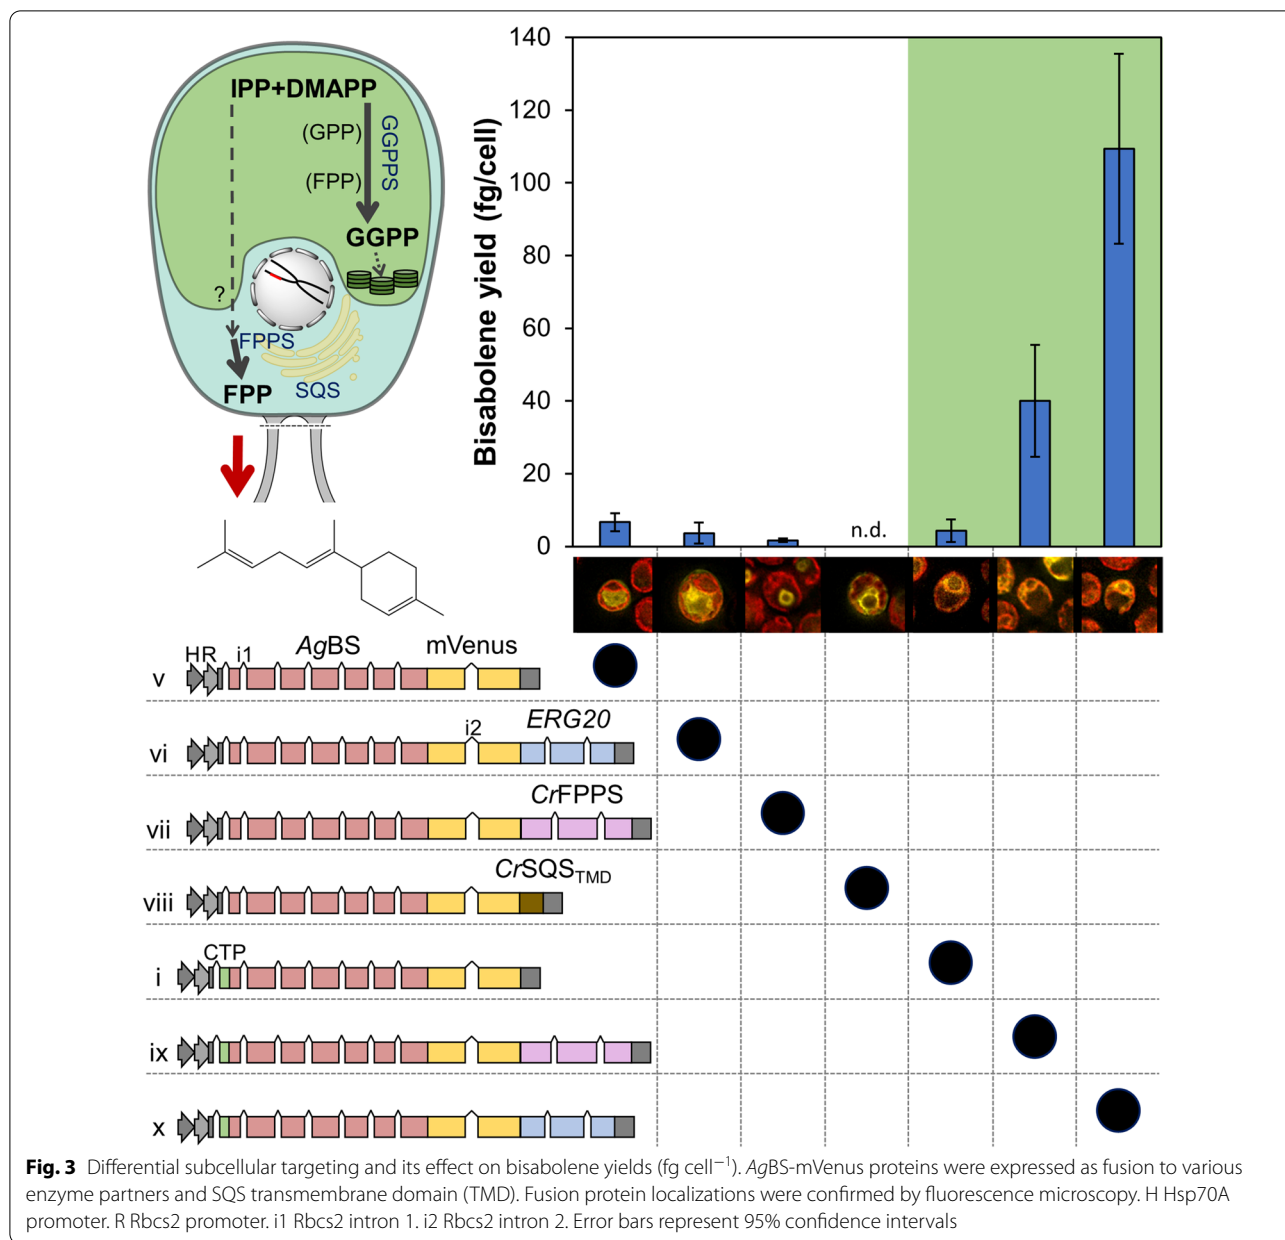 IPP+DMAPP
(GPP)
GGPPS
(FPP)
GGPP
?
FPPS
FPP
SQS
Bisabolene yield (fg/cell)
140
120
100
80
60
40
20
0
n.d.
HR i1 AgBS mVenus
v
i2 ERG20
vi
CrFPPS
vii
CrSQSTMD
viii
CTP
i
ix
x
Fig. 3 Differential subcellular targeting and its effect on bisabolene yields (fg cell−1). AgBS-mVenus proteins were expressed as fusion to various
enzyme partners and SQS transmembrane domain (TMD). Fusion protein localizations were confirmed by fluorescence microscopy. H Hsp70A
promoter. R Rbcs2 promoter. i1 Rbcs2 intron 1. i2 Rbcs2 intron 2. Error bars represent 95% confidence intervals